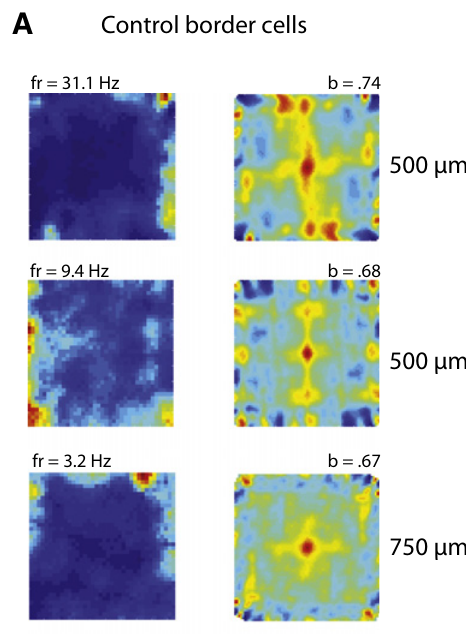 A Control border cells
fr = 31.1 Hz b = .74
500 μm
fr = 9.4 Hz b = .68
500 μm
fr = 3.2 Hz b = .67
750 μm